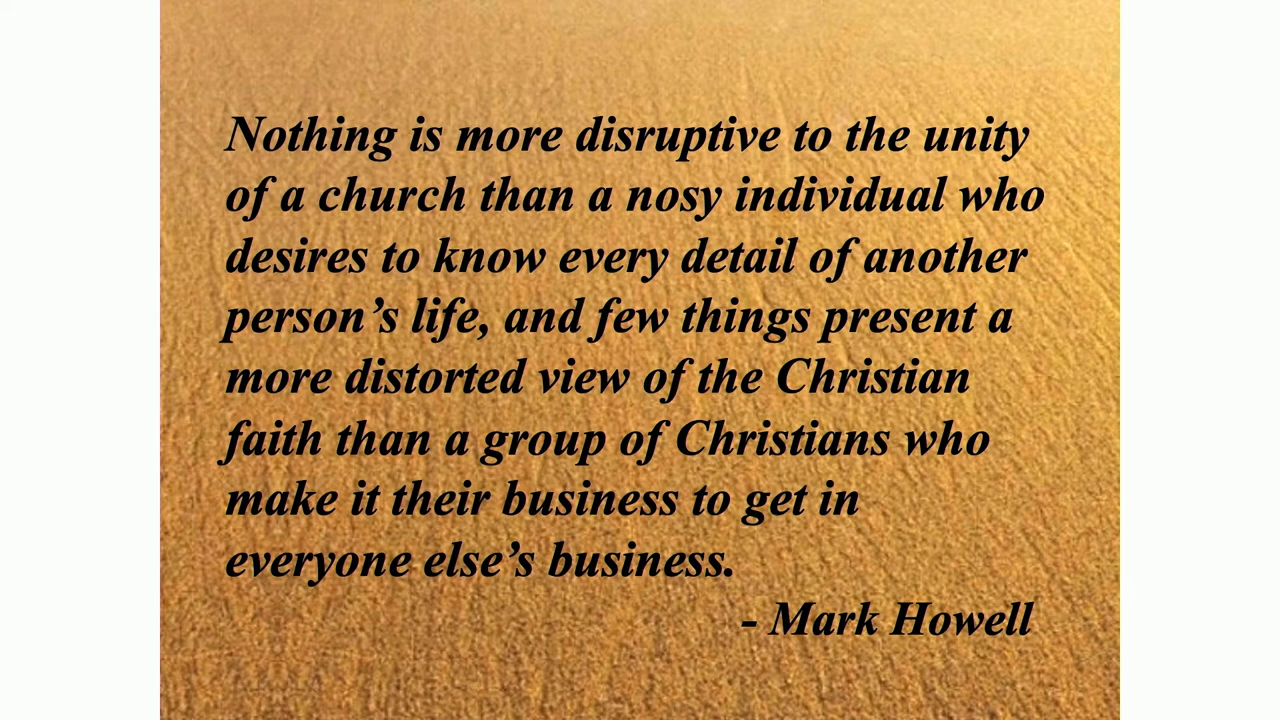 Nothing is more disruptive to the unity
of a church than a nosy individual who
desires to know every detail of another
person’s life, and few things present a
more distorted view of the Christian
faith than a group of Christians who
make it their business to get in
everyone else’s business.
- Mark Howell